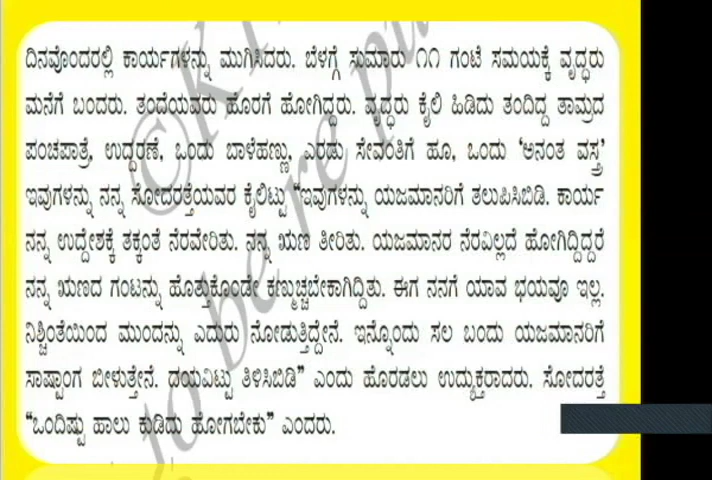 ದಿನವೊಂದರಲ್ಲಿ ಕಾರ್ಯಗಳನ್ನು ಮುಗಿಸಿದರು. ಬೆಳಗ್ಗೆ ಸುಮಾರು ೧೧ ಗಂಟೆ ಸಮಯಕ್ಕೆ ವೃದ್ಧರು
ಮನೆಗೆ ಬಂದರು. ತಂದೆಯವರು ಹೊರಗೆ ಹೋಗಿದ್ದರು. ವೃದ್ಧರು ಕೈಲಿ ಹಿಡಿದು ತಂದಿದ್ದ ತಾಮ್ರದ
ಪಂಚಪಾತ್ರೆ, ಉದ್ಧರಣೆ, ಒಂದು ಬಾಳೆಹಣ್ಣು, ಎರಡು ಸೇವಂತಿಗೆ ಹೂ, ಒಂದು ‘ಅನಂತ ವಸ್ತ್ರ’
ಇವುಗಳನ್ನು ನನ್ನ ಸೋದರತ್ತೆಯವರ ಕೈಲಿಟ್ಟು “ಇವುಗಳನ್ನು ಯಜಮಾನರಿಗೆ ತಲುಪಿಸಿಬಿಡಿ. ಕಾರ್ಯ
ನನ್ನ ಉದ್ದೇಶಕ್ಕೆ ತಕ್ಕಂತೆ ನೆರವೇರಿತು. ನನ್ನ ಋಣ ತೀರಿತು. ಯಜಮಾನರ ನೆರವಿಲ್ಲದೆ ಹೋಗಿದ್ದಿದ್ದರೆ
ನನ್ನ ಋಣದ ಗಂಟನ್ನು ಹೊತ್ತುಕೊಂಡೇ ಕಣ್ಮುಚ್ಚಬೇಕಾಗಿದ್ದಿತು. ಈಗ ನನಗೆ ಯಾವ ಭಯವೂ ಇಲ್ಲ.
ನಿಶ್ಚಿಂತೆಯಿಂದ ಮುಂದನ್ನು ಎದುರು ನೋಡುತ್ತಿದ್ದೇನೆ. ಇನ್ನೊಂದು ಸಲ ಬಂದು ಯಜಮಾನರಿಗೆ
ಸಾಷ್ಟಾಂಗ ಬೀಳುತ್ತೇನೆ. ದಯವಿಟ್ಟು ತಿಳಿಸಿಬಿಡಿ” ಎಂದು ಹೊರಡಲು ಉದ್ಯುಕ್ತರಾದರು. ಸೋದರತ್ತೆ
“ಒಂದಿಷ್ಟು ಹಾಲು ಕುಡಿದು ಹೋಗಬೇಕು” ಎಂದರು.
to be re